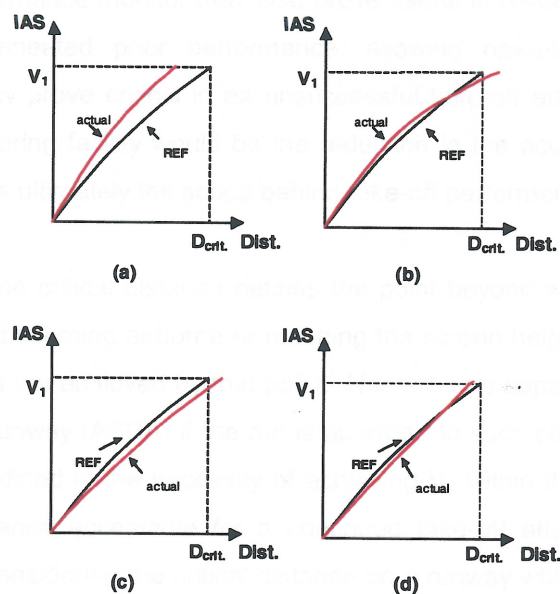 IAS
V1
actual
REF
Dcrit. Dist.
(a)
IAS
V1
actual
REF
Dcrit. Dist.
(b)
IAS
V1
REF
actual
Dcrit. Dist.
(c)
IAS
V1
REF
actual
Dcrit. Dist.
(d)